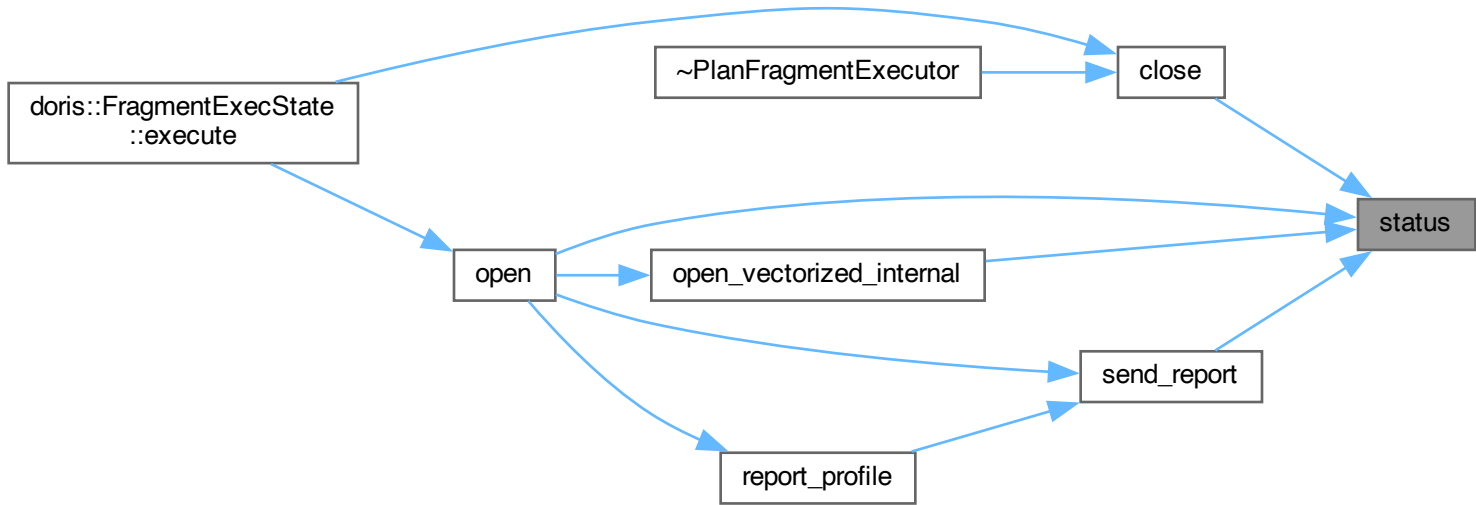 doris::FragmentExecState
::execute
~PlanFragmentExecutor
close
status
open
open_vectorized_internal
send_report
report_profile